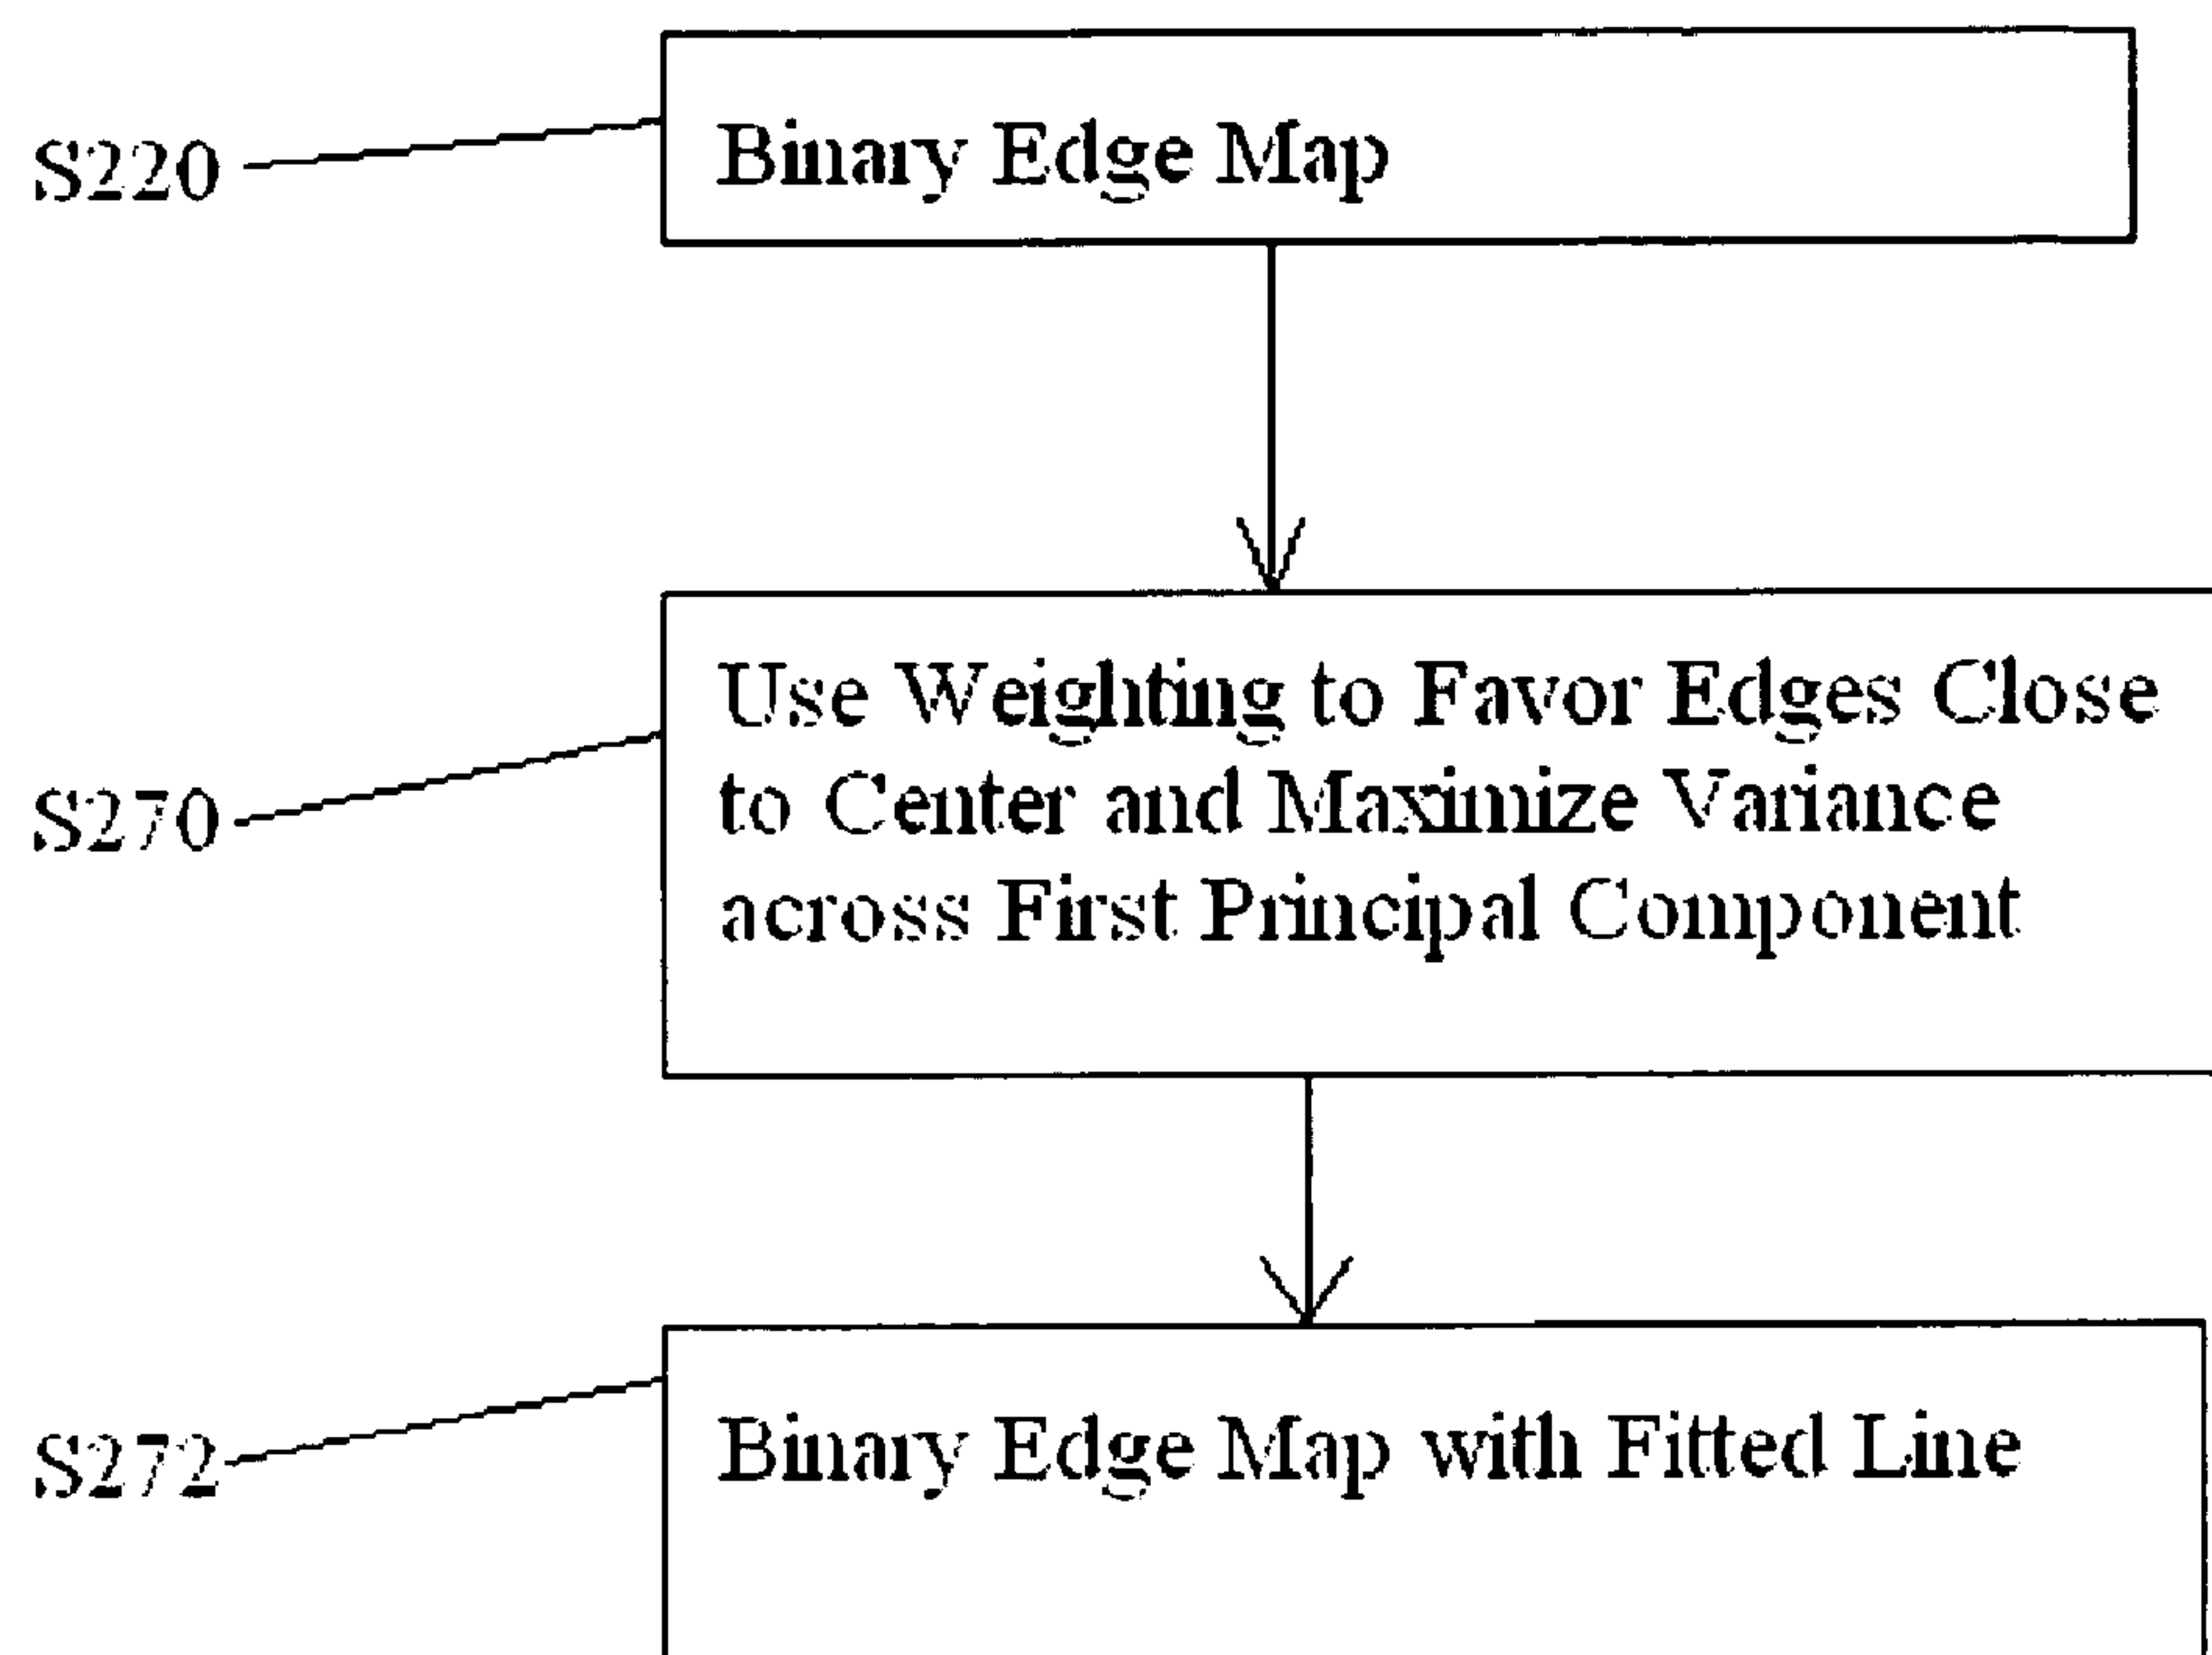 S220
Binary Edge Map
S270
Use Weighting to Favor Edges Close
to Center and Maximize Variance
across First Principal Component
S272
Binary Edge Map with Fitted Line